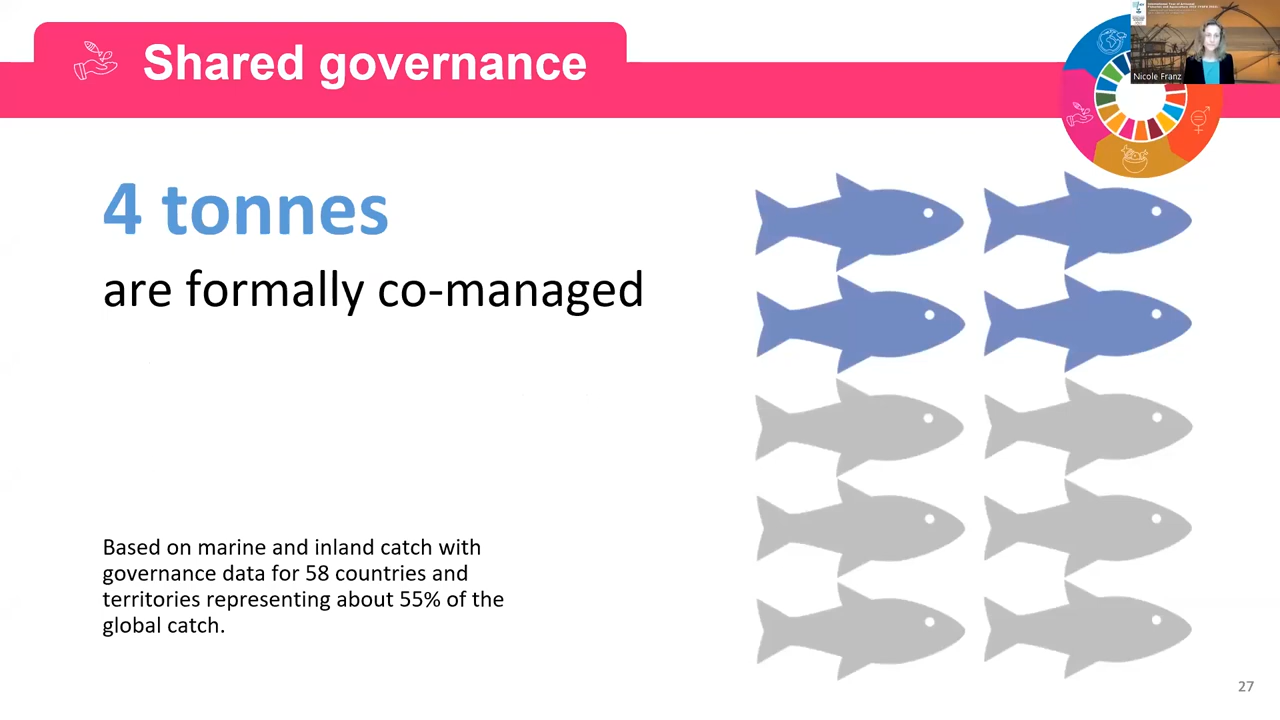 Shared governance
Nicole Franz
4 tonnes
are formally co-managed
Based on marine and inland catch with
governance data for 58 countries and
territories representing about 55% of the
global catch.
27